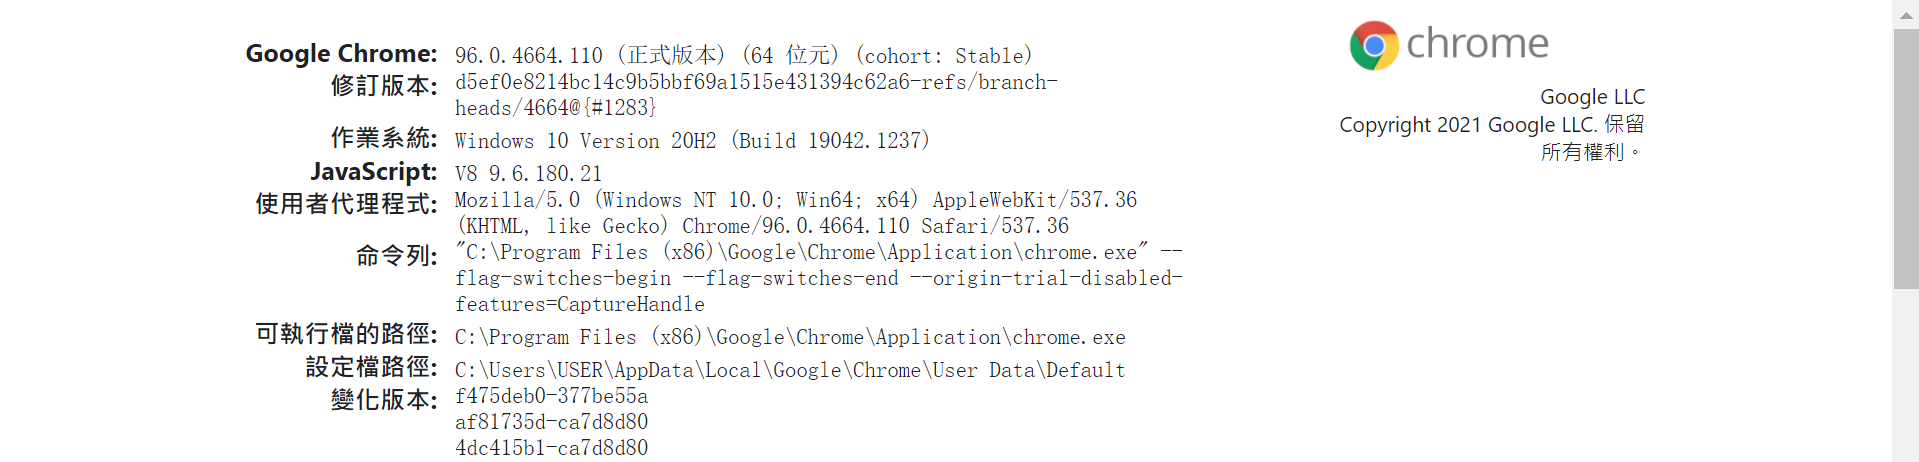 Google Chrome: 96.0.4664.110 (正式版本) (64 位元) (cohort: Stable)
修訂版本: d5ef0e8214bc14c9b5bbf69a1515e431394c62a6-refs/branch-
heads/4664@{#1283}
作業系統: Windows 10 Version 20H2 (Build 19042.1237)
JavaScript: V8 9.6.180.21
使用者代理程式: Mozilla/5.0 (Windows NT 10.0; Win64; x64) AppleWebKit/537.36
(KHTML, like Gecko) Chrome/96.0.4664.110 Safari/537.36
命令列: "C:\Program Files (x86)\Google\Chrome\Application\chrome.exe" --
flag-switches-begin --flag-switches-end --origin-trial-disabled-
features=CaptureHandle
可執行檔的路徑: C:\Program Files (x86)\Google\Chrome\Application\chrome.exe
設定檔路徑: C:\Users\USER\AppData\Local\Google\Chrome\User Data\Default
變化版本: f475deb0-377be55a
af81735d-ca7d8d80
4dc415b1-ca7d8d80
chrome
Google LLC
Copyright 2021 Google LLC. 保留
所有權利。